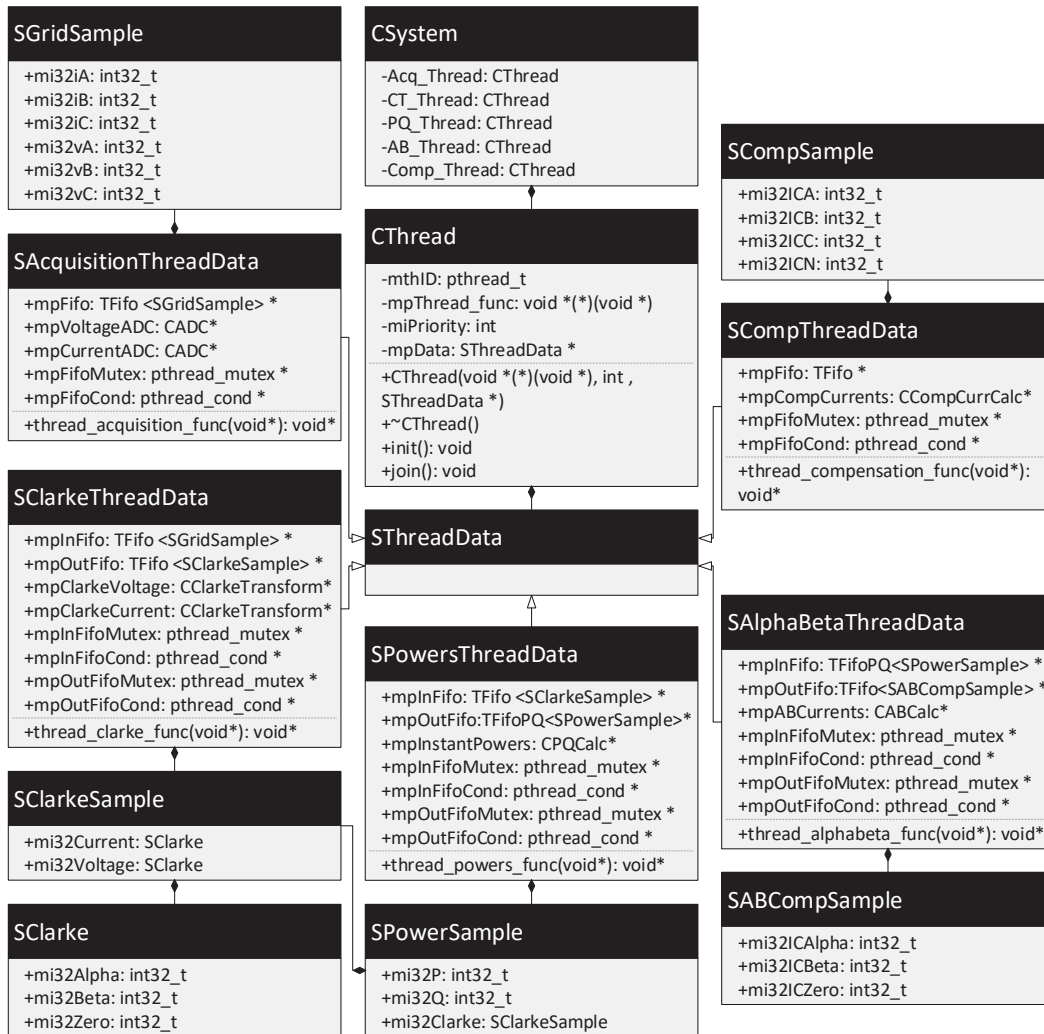 SGridSample
+mi32iA: int32_t
+mi32iB: int32_t
+mi32iC: int32_t
+mi32vA: int32_t
+mi32vB: int32_t
+mi32vC: int32_t
SAcquisitionThreadData
+mpFifo: TFifo <SGridSample> *
+mpVoltageADC: CADC*
+mpCurrentADC: CADC*
+mpFifoMutex: pthread_mutex *
+mpFifoCond: pthread_cond *
+thread_acquisition_func(void*): void*
SClarkeThreadData
+mpInFifo: TFifo <SGridSample> *
+mpOutFifo: TFifo <SClarkeSample> *
+mpClarkeVoltage: CClarkeTransform*
+mpClarkeCurrent: CClarkeTransform*
+mpInFifoMutex: pthread_mutex *
+mpInFifoCond: pthread_cond *
+mpOutFifoMutex: pthread_mutex *
+mpOutFifoCond: pthread_cond *
+thread_clarke_func(void*): void*
SClarkeSample
+mi32Current: SClarke
+mi32Voltage: SClarke
SClarke
+mi32Alpha: int32_t
+mi32Beta: int32_t
+mi32Zero: int32_t
CSystem
-Acq_Thread: CThread
-CT_Thread: CThread
-PQ_Thread: CThread
-AB_Thread: CThread
-Comp_Thread: CThread
CThread
-mthID: pthread_t
-mpThread_func: void *(*)(void *)
-miPriority: int
-mpData: SThreadData *
+CThread(void *(*)(void *), int ,
SThreadData *)
+~CThread()
+init(): void
+join(): void
SThreadData
SPowersThreadData
+mpInFifo: TFifo <SClarkeSample> *
+mpOutFifo:TFifoPQ<SPowerSample>*
+mpInstantPowers: CPQCalc*
+mpInFifoMutex: pthread_mutex *
+mpInFifoCond: pthread_cond *
+mpOutFifoMutex: pthread_mutex *
+mpOutFifoCond: pthread_cond *
+thread_powers_func(void*): void*
SPowerSample
+mi32P: int32_t
+mi32Q: int32_t
+mi32Clarke: SClarkeSample
SCompSample
+mi32ICA: int32_t
+mi32ICB: int32_t
+mi32ICC: int32_t
+mi32ICN: int32_t
SCompThreadData
+mpFifo: TFifo *
+mpCompCurrents: CCompCurrCalc*
+mpFifoMutex: pthread_mutex *
+mpFifoCond: pthread_cond *
+thread_compensation_func(void*):
void*
SAlphaBetaThreadData
+mpInFifo: TFifoPQ<SPowerSample> *
+mpOutFifo:TFifo<SABCompSample> *
+mpABCurrents: CABCalc*
+mpInFifoMutex: pthread_mutex *
+mpInFifoCond: pthread_cond *
+mpOutFifoMutex: pthread_mutex *
+mpOutFifoCond: pthread_cond *
+thread_alphabeta_func(void*): void*
SABCompSample
+mi32ICAlpha: int32_t
+mi32ICBeta: int32_t
+mi32ICZero: int32_t